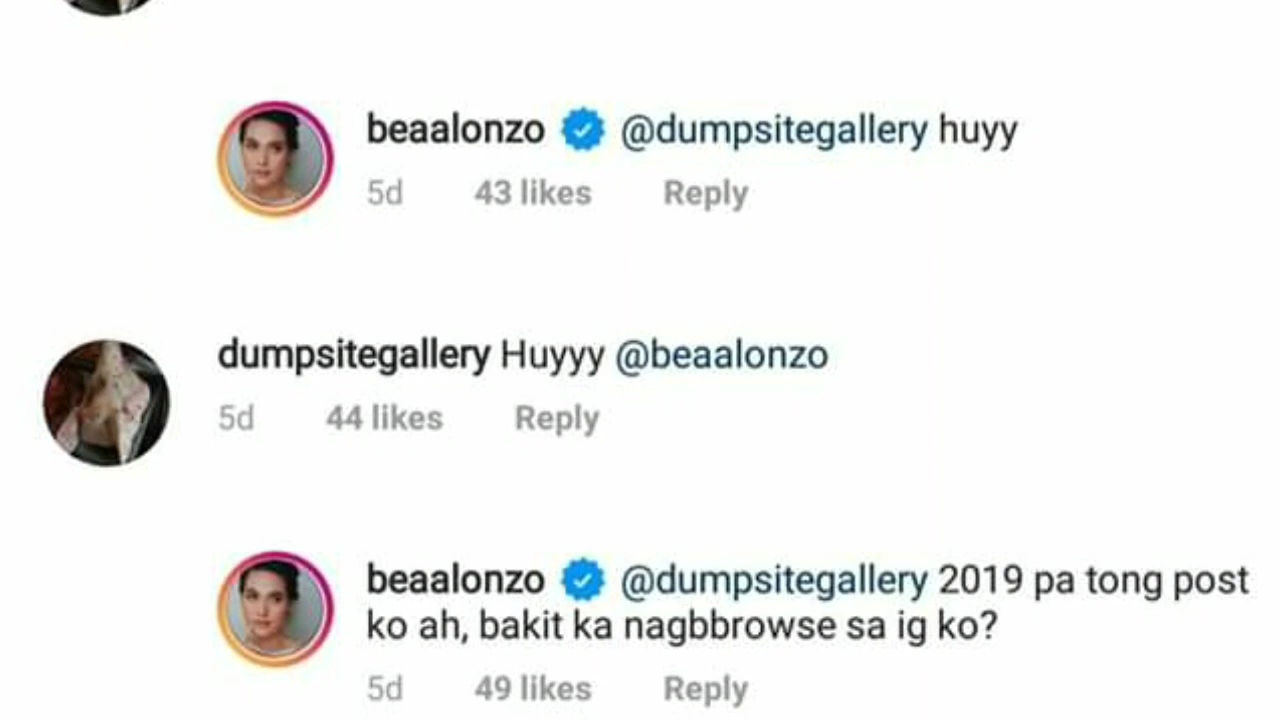 beaalonzo @dumpsitegallery huyy
5d 43 likes Reply
dumpsitegallery Huyyy @beaalonzo
5d 44 likes Reply
beaalonzo @dumpsitegallery 2019 pa tong post
ko ah, bakit ka nagbbrowse sa ig ko?
5d 49 likes Reply